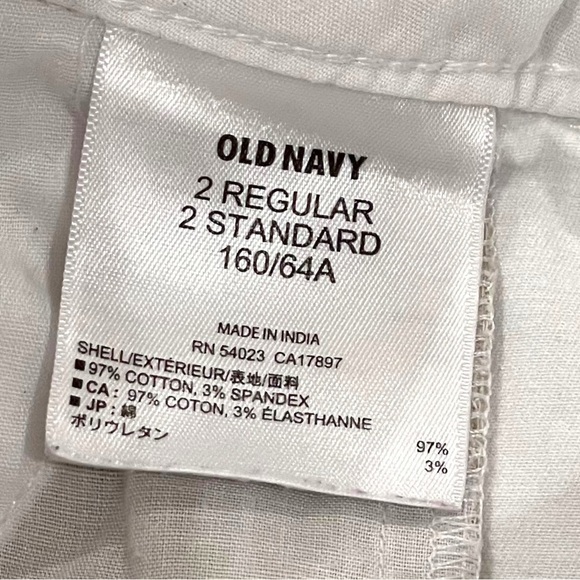 OLD NAVY
2 REGULAR
2 STANDARD
160/64A
MADE IN INDIA
RN 54023 CA17897
SHELL/EXTÉRIEUR/表地/面料
■97% COTTON, 3% SPANDEX
■CA: 97% COTON, 3% ÉLASTHANNE
■JP: 綿 97%
ポリウレタン 3%